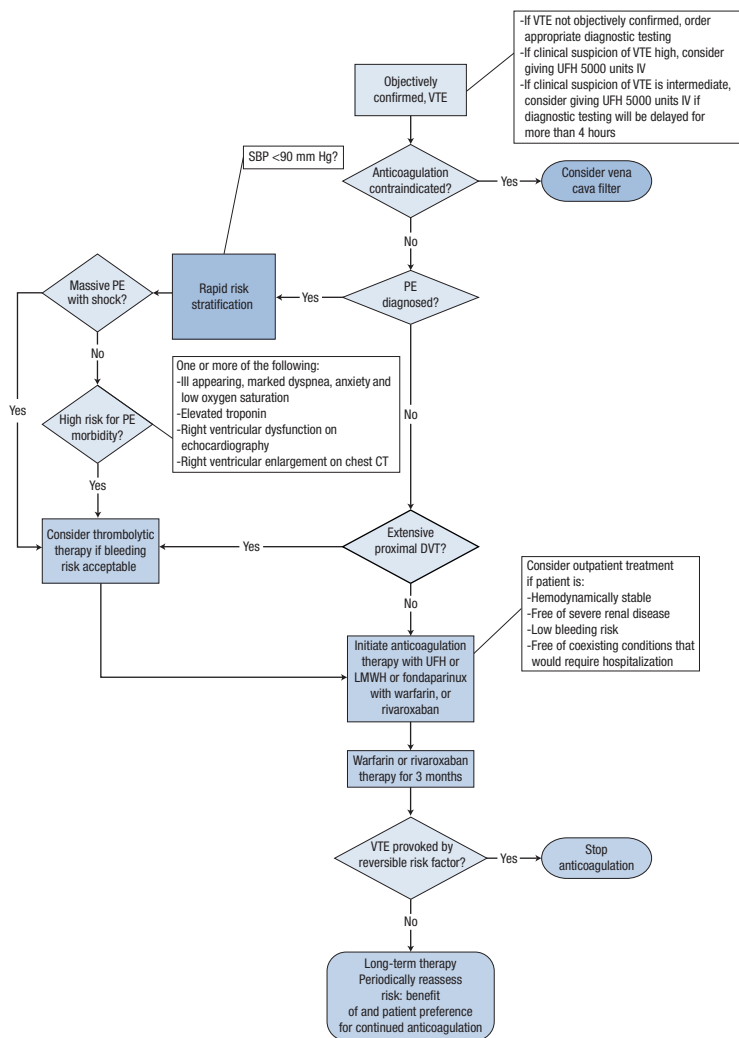 -If VTE not objectively confirmed, order
appropriate diagnostic testing
-If clinical suspicion of VTE high, consider
giving UFH 5000 units IV
-If clinical suspicion of VTE is intermediate,
consider giving UFH 5000 units IV if
diagnostic testing will be delayed for
more than 4 hours
Objectively
confirmed, VTE
SBP <90 mm Hg?
Anticoagulation
contraindicated?
Yes
Consider vena
cava filter
No
Massive PE
with shock?
Rapid risk
stratification
Yes
PE
diagnosed?
No
One or more of the following:
-Ill appearing, marked dyspnea, anxiety and
low oxygen saturation
-Elevated troponin
-Right ventricular dysfunction on
echocardiography
-Right ventricular enlargement on chest CT
Yes
High risk for PE
morbidity?
No
Yes
Consider thrombolytic
therapy if bleeding
risk acceptable
Yes
Extensive
proximal DVT?
Consider outpatient treatment
if patient is:
-Hemodynamically stable
-Free of severe renal disease
-Low bleeding risk
-Free of coexisting conditions that
would require hospitalization
No
Initiate anticoagulation
therapy with UFH or
LMWH or fondaparinux
with warfarin, or
rivaroxaban
Warfarin or rivaroxaban
therapy for 3 months
VTE provoked by
reversible risk factor?
Yes
Stop
anticoagulation
No
Long-term therapy
Periodically reassess
risk: benefit
of and patient preference
for continued anticoagulation